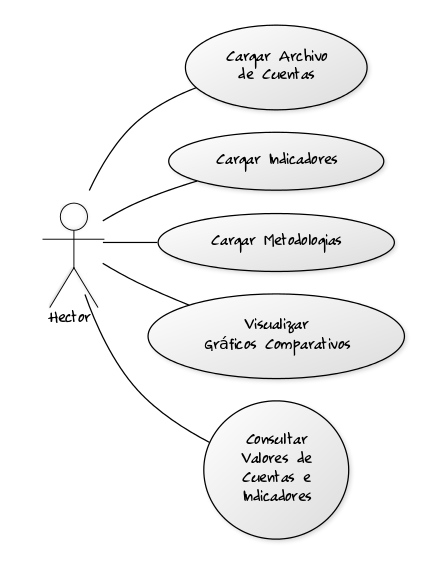 Cargar Archivo
de Cuentas
Cargar Indicadores
Cargar Metodologias
Hector
Visualizar
Gráficos Comparativos
Consultar
Valores de
Cuentas e
Indicadores